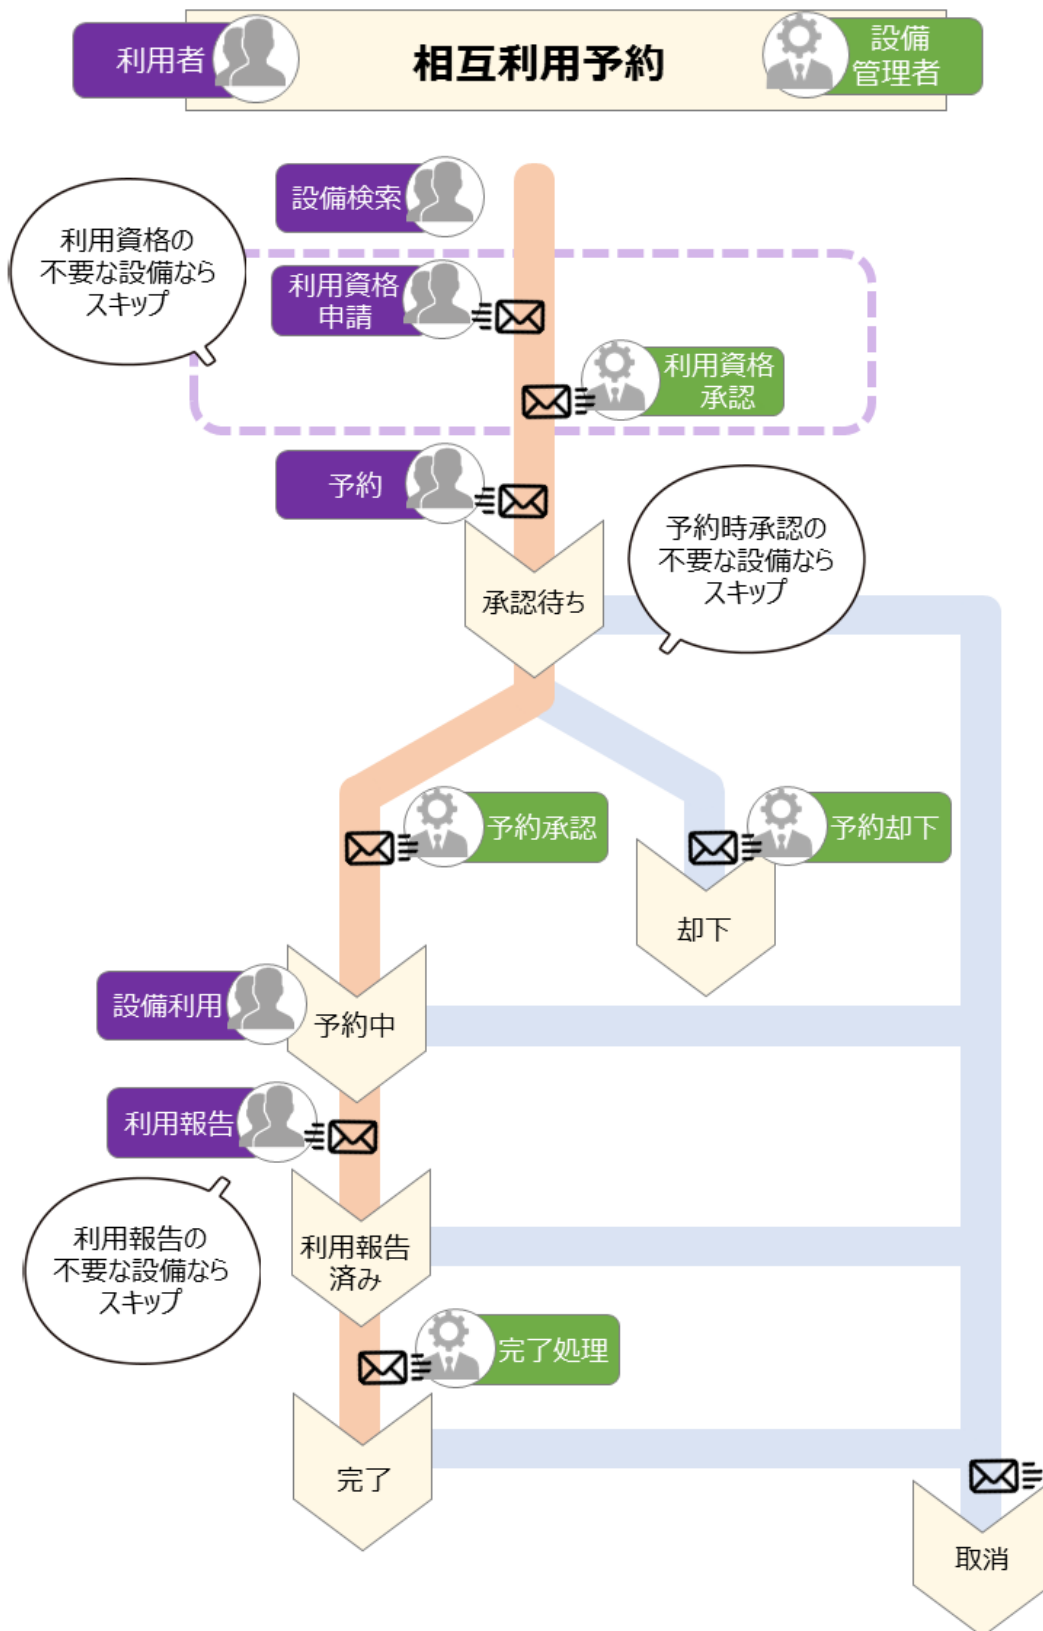 利用者
相互利用予約
設備
管理者
設備検索
利用資格の
不要な設備なら
スキップ
利用資格
申請
利用資格
承認
予約
予約時承認の
不要な設備なら
スキップ
承認待ち
予約承認
予約却下
却下
設備利用
予約中
利用報告
利用報告の
不要な設備なら
スキップ
利用報告
済み
完了処理
完了
取消